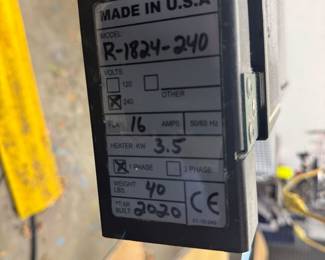 MADE IN U.S.A
MODEL
R-1824-240
VOLTS
120
240
OTHER
FLA 16 AMPS 50/60 HZ
HEATER KW 3.5
1 PHASE 3 PHASE
WEIGHT
LBS. 40
YEAR
BUILT 2020
CE